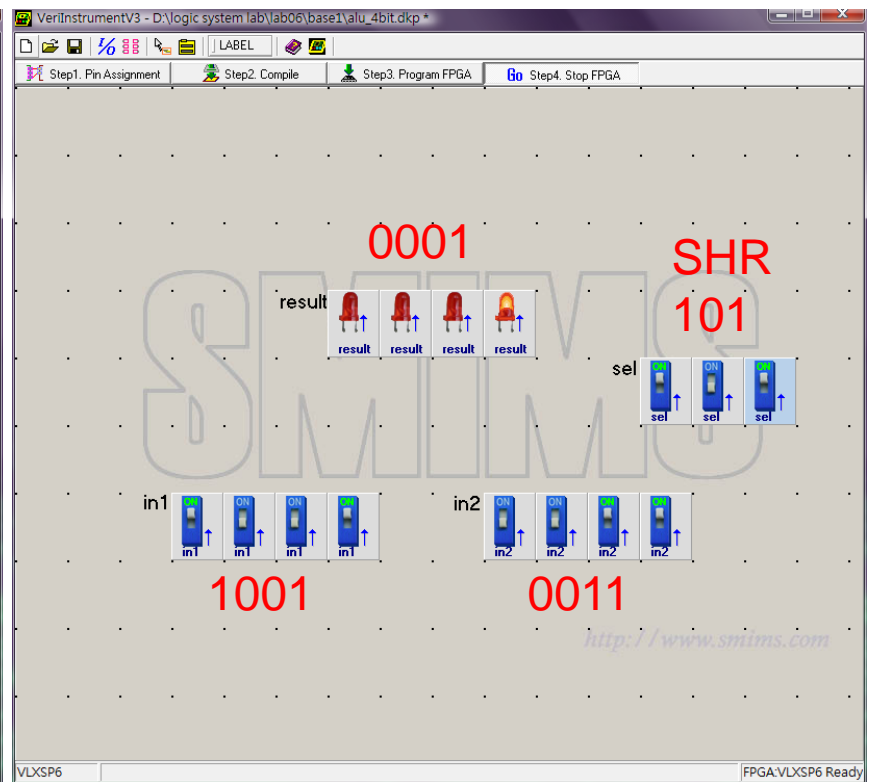 VeriInstrumentV3 - D:\logic system lab\lab06\base1\alu_4bit.dkp *
I/O LABEL
Step1. Pin Assignment Step2. Compile Step3. Program FPGA Go Step4. Stop FPGA
0001
SHR
result
101
result result result result
sel
ON ON ON
sel sel sel
SMIMS
in1 ON ON ON ON in2 ON ON ON ON
in1 in1 in1 in1 in2 in2 in2 in2
1001 0011
http://www.smims.com
VLXSP6 FPGA:VLXSP6 Ready